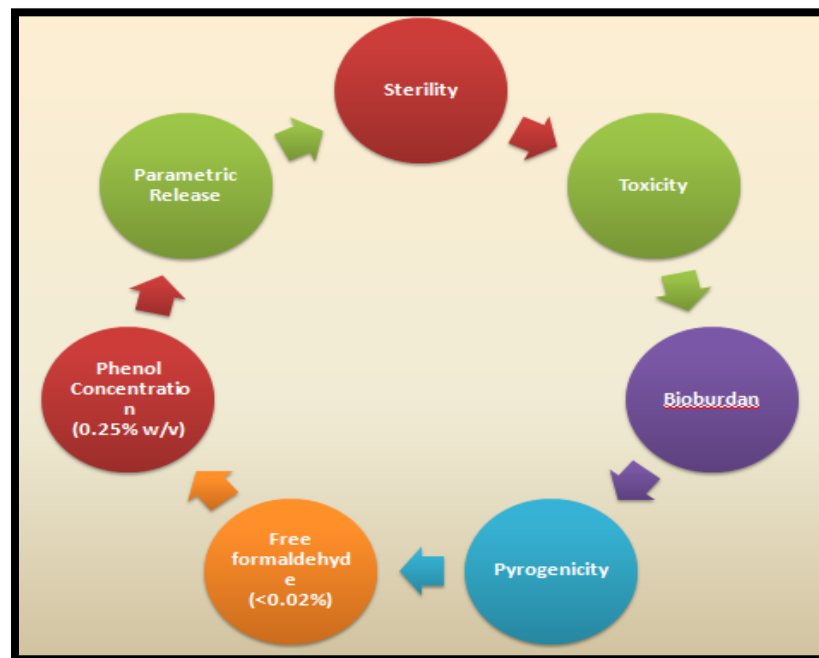 Sterility
Toxicity
Bioburdan
Pyrogenicity
Free
formaldehyd
e
(<0.02%)
Phenol
Concentratio
n
(0.25% w/v)
Parametric
Release